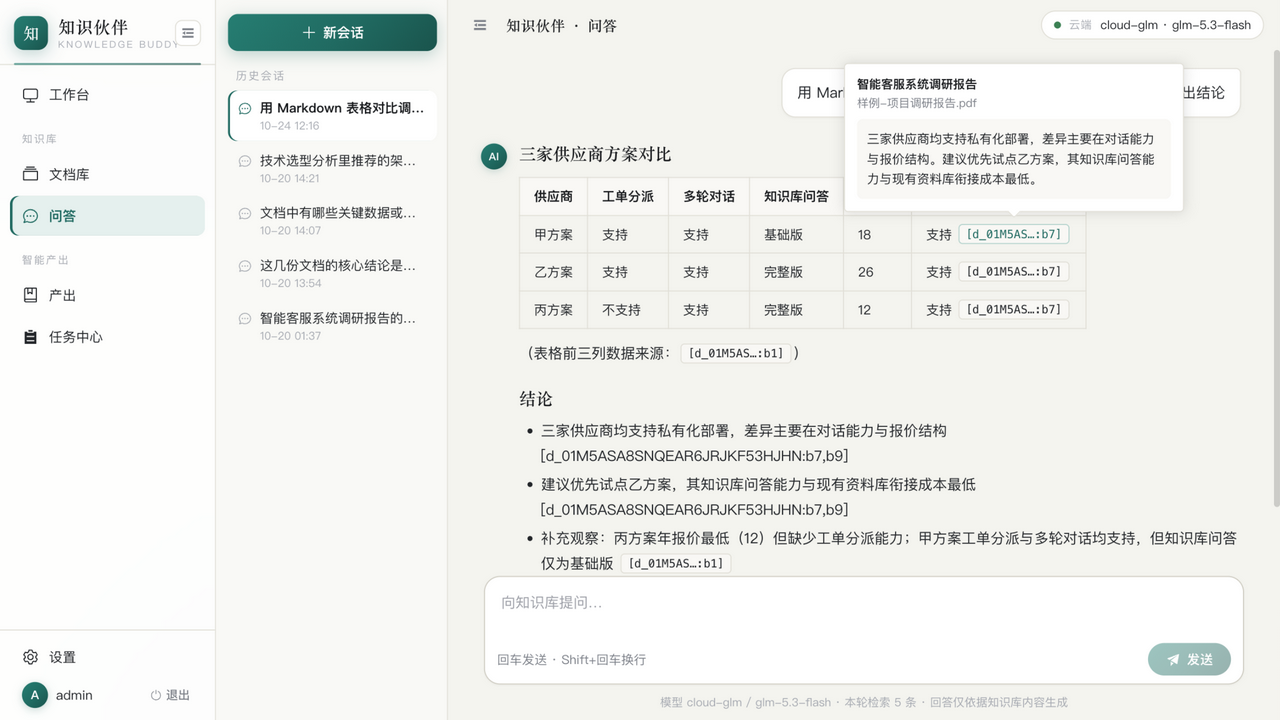 知
知识伙伴
KNOWLEDGE BUDDY
工作台
知识库
文档库
问答
智能产出
产出
任务中心
设置
A
admin
退出
新会话
历史会话
用 Markdown 表格对比调…
10-24 12:16
技术选型分析里推荐的架…
10-20 14:21
文档中有哪些关键数据或…
10-20 14:07
这几份文档的核心结论是…
10-20 13:54
智能客服系统调研报告的…
10-20 01:37
知识伙伴 · 问答
云端 cloud-glm · glm-5.3-flash
用 Mar
出结论
智能客服系统调研报告
样例-项目调研报告.pdf
三家供应商均支持私有化部署，差异主要在对话能力
与报价结构。建议优先试点乙方案，其知识库问答能
力与现有资料库衔接成本最低。
AI
三家供应商方案对比
供应商 工单分派 多轮对话 知识库问答
甲方案 支持 支持 基础版 18 支持 [d_01M5AS…:b7]
乙方案 支持 支持 完整版 26 支持 [d_01M5AS…:b7]
丙方案 不支持 支持 完整版 12 支持 [d_01M5AS…:b7]
（表格前三列数据来源： [d_01M5AS…:b1] ）
结论
• 三家供应商均支持私有化部署，差异主要在对话能力与报价结构
[d_01M5ASA8SNQEAR6JRJKF53HJHN:b7,b9]
• 建议优先试点乙方案，其知识库问答能力与现有资料库衔接成本最低
[d_01M5ASA8SNQEAR6JRJKF53HJHN:b7,b9]
• 补充观察：丙方案年报价最低（12）但缺少工单分派能力；甲方案工单分派与多轮对话均支持，但知识库问答
仅为基础版 [d_01M5AS…:b1]
向知识库提问…
回车发送 · Shift+回车换行
发送
模型 cloud-glm / glm-5.3-flash · 本轮检索 5 条 · 回答仅依据知识库内容生成